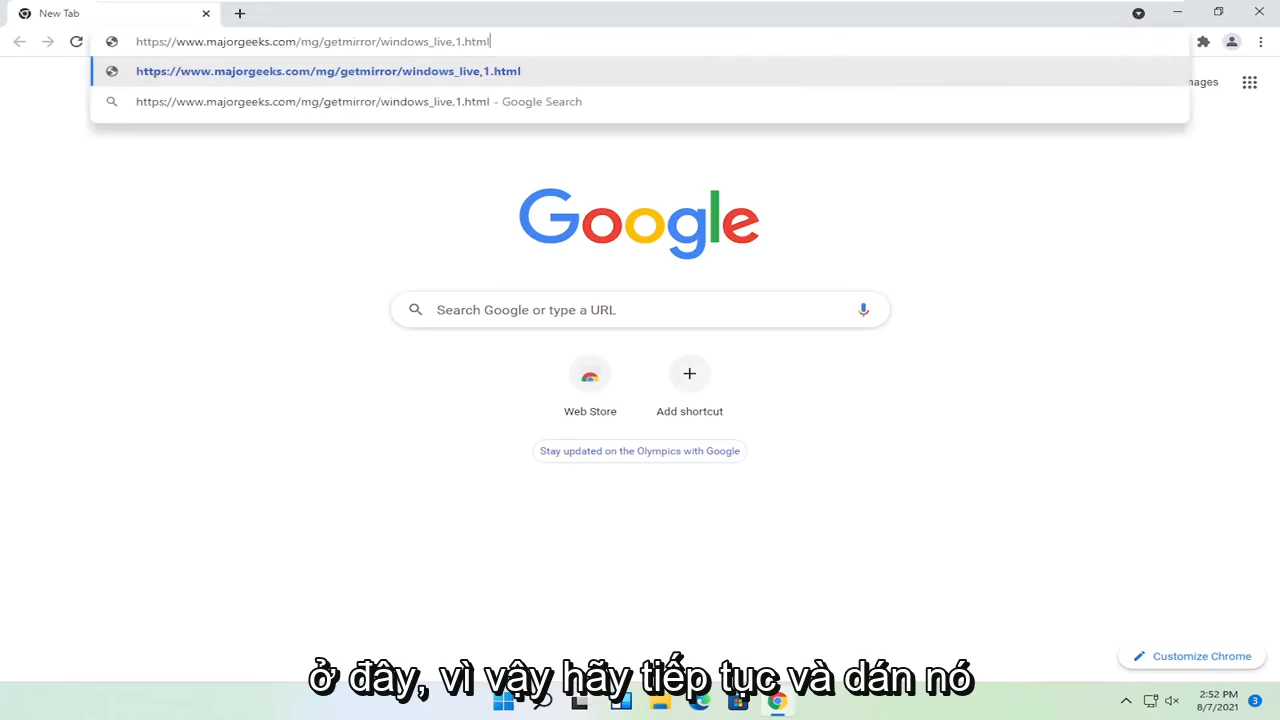 New Tab
https://www.majorgeeks.com/mg/getmirror/windows_live,1.html
https://www.majorgeeks.com/mg/getmirror/windows_live,1.html
https://www.majorgeeks.com/mg/getmirror/windows_live,1.html - Google Search
mages
Google
Search Google or type a URL
Web Store
Add shortcut
Stay updated on the Olympics with Google
Customize Chrome
ở đây, vì vậy hãy tiếp tục và dán nó
2:52 PM
8/7/2021
3